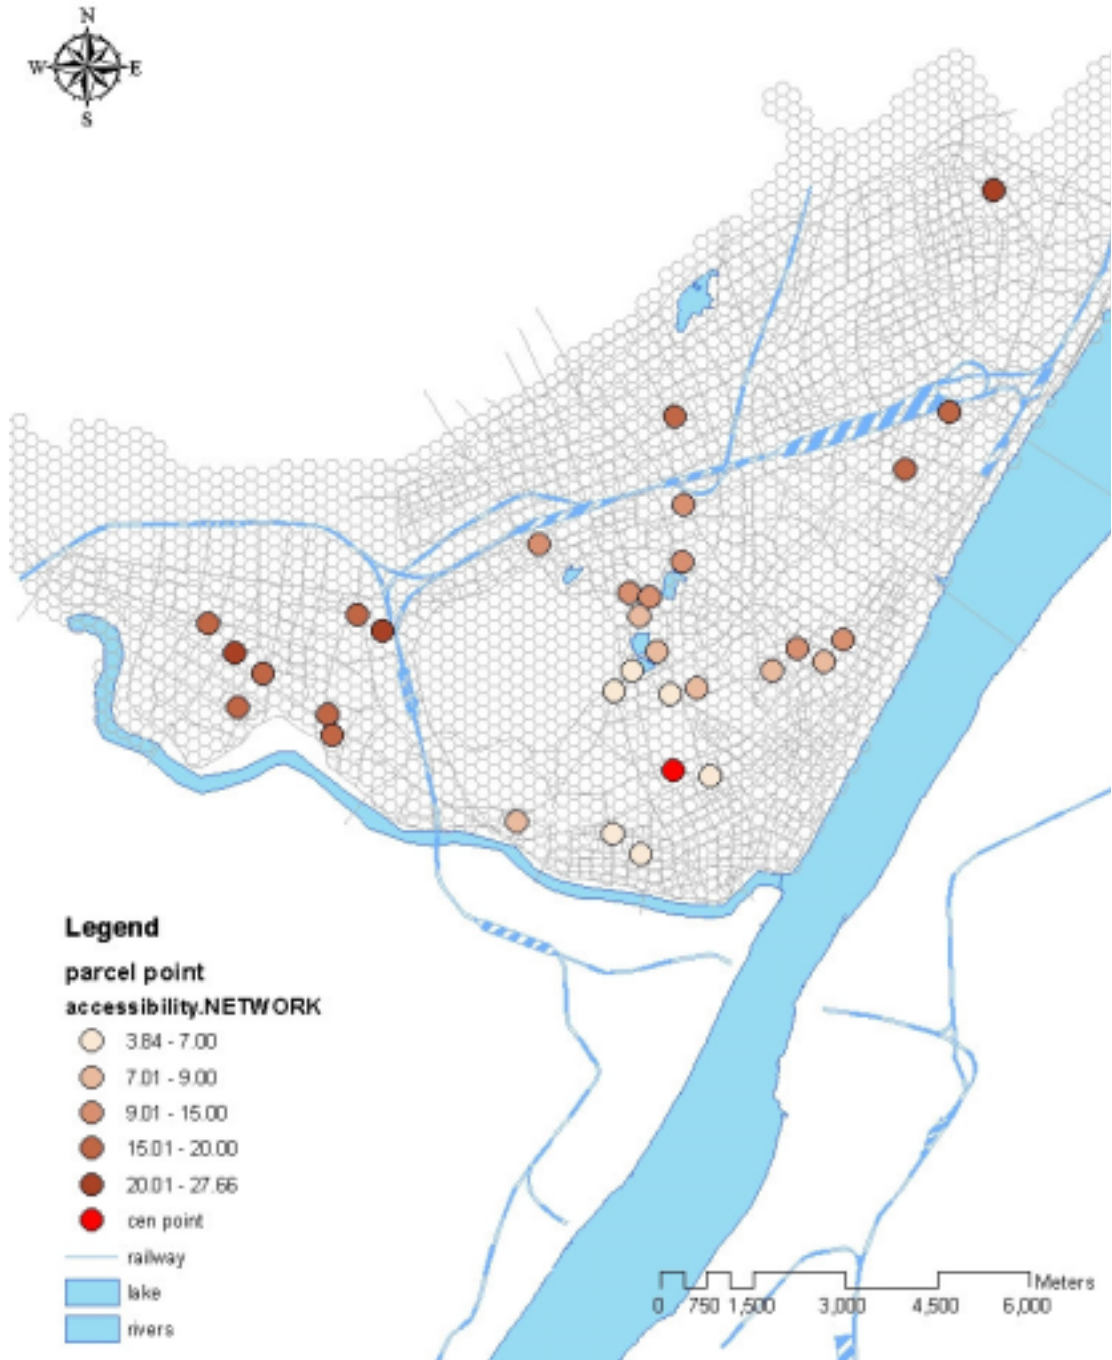 N
W E
S
Legend
parcel point
accessibility.NETWORK
3.84 - 7.00
7.01 - 9.00
9.01 - 15.00
15.01 - 20.00
20.01 - 27.66
cen point
railway
lake
rivers
Meters
0 750 1,500 3,000 4,500 6,000